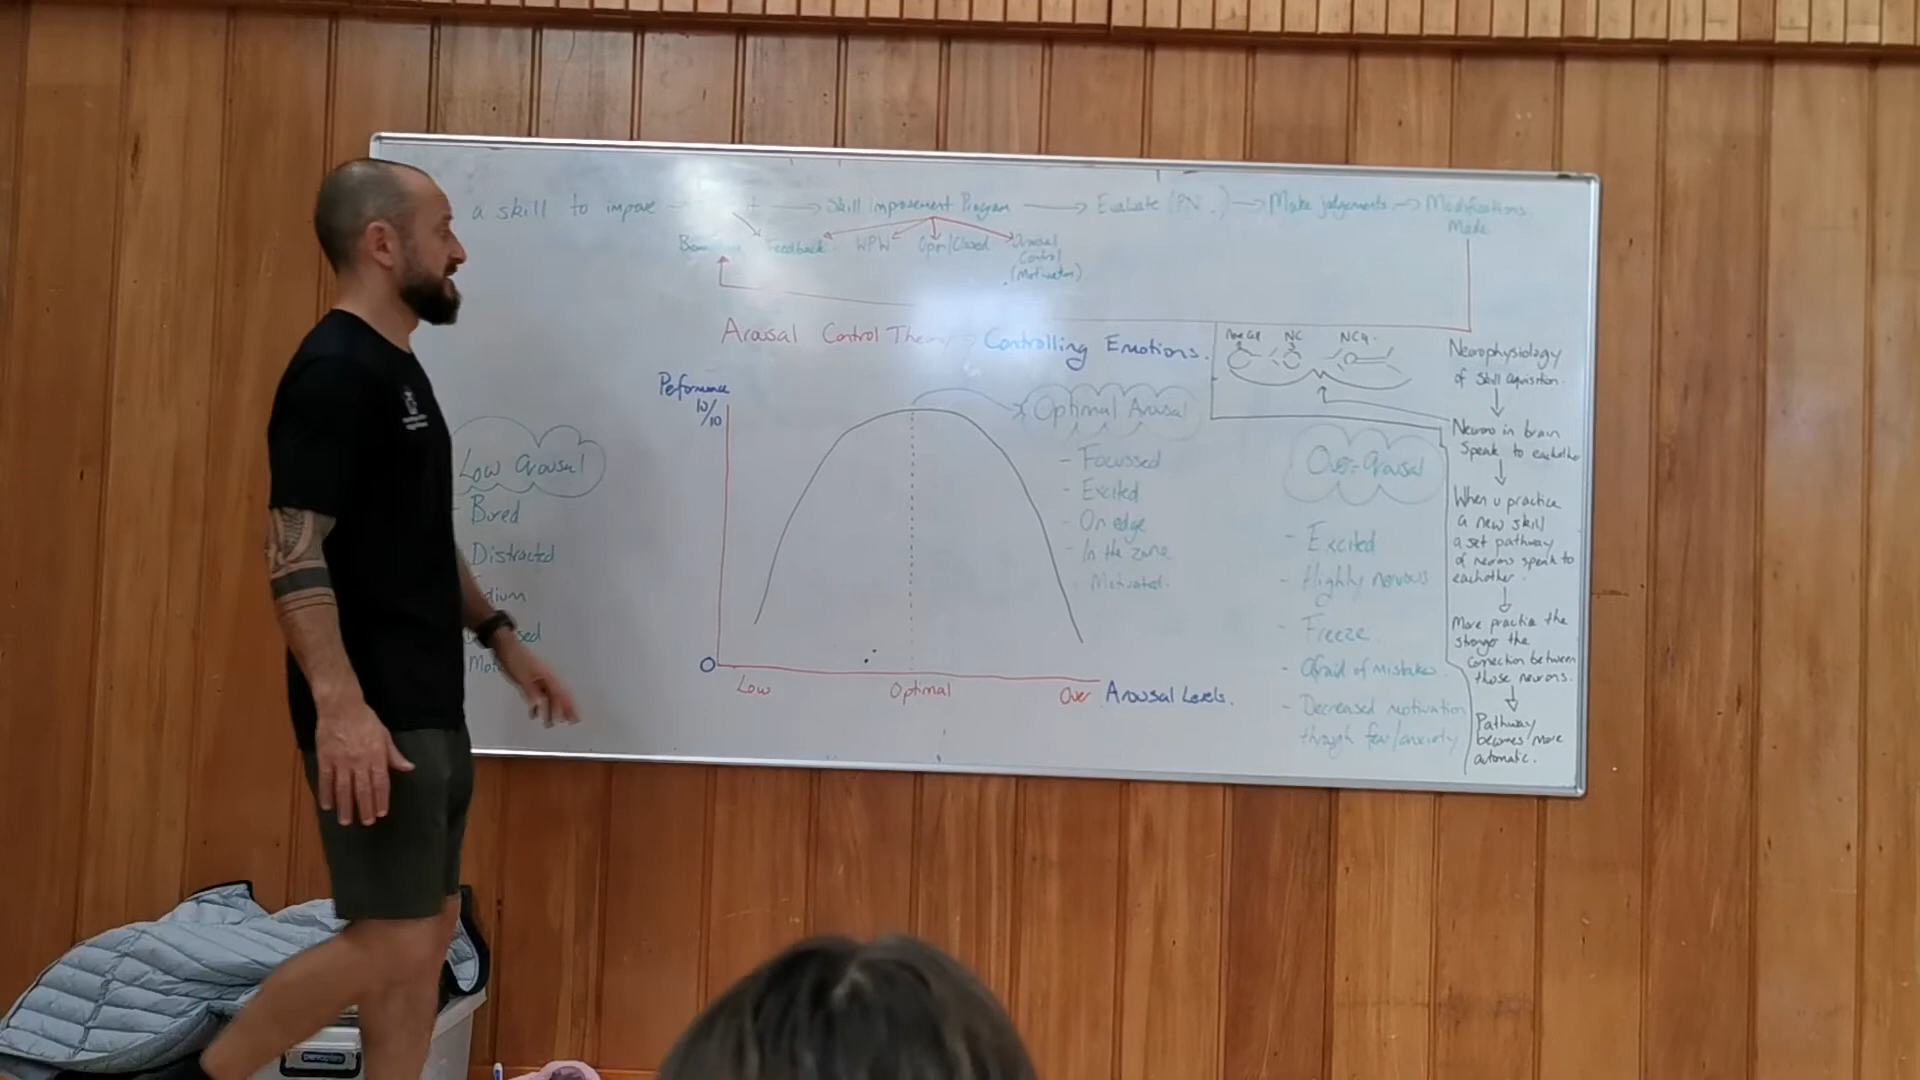 a skill to impove
Skill Improvement Program
Evaluate
Make judgements
Modifications
Made
Feedback
WPW
Open/Closed
Arousal
Control
(Motivation)
Arousal Control Theory
Controlling Emotions.
NC
NC4
Neurophysiology
of Skill Aquisition.
Performance
10/10
Optimal Arousal
- Focussed
- Excited
- On edge
- In the zone
Motivated.
Low Arousal
- Bored
Distracted
Over-Arousal
- Excited
- Highly nervous
- Freeze
- Afraid of mistakes
- Decreased motivation
through fear/anxiety
Neurons in brain
Speak to eachother
When u practice
a new skill
a set pathway
of neurons speak to
eachother.
More practice the
stronger the
connection between
those neurons.
Pathway
becomes more
automatic.
O
Low
Optimal
Over
Arousal Levels.